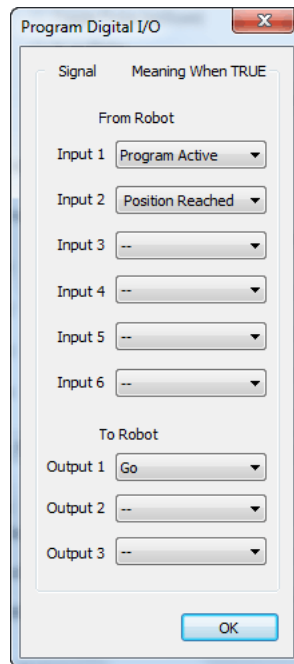 Program Digital I/O
Signal Meaning When TRUE
From Robot
Input 1 Program Active
Input 2 Position Reached
Input 3 --
Input 4 --
Input 5 --
Input 6 --
To Robot
Output 1 Go
Output 2 --
Output 3 --
OK